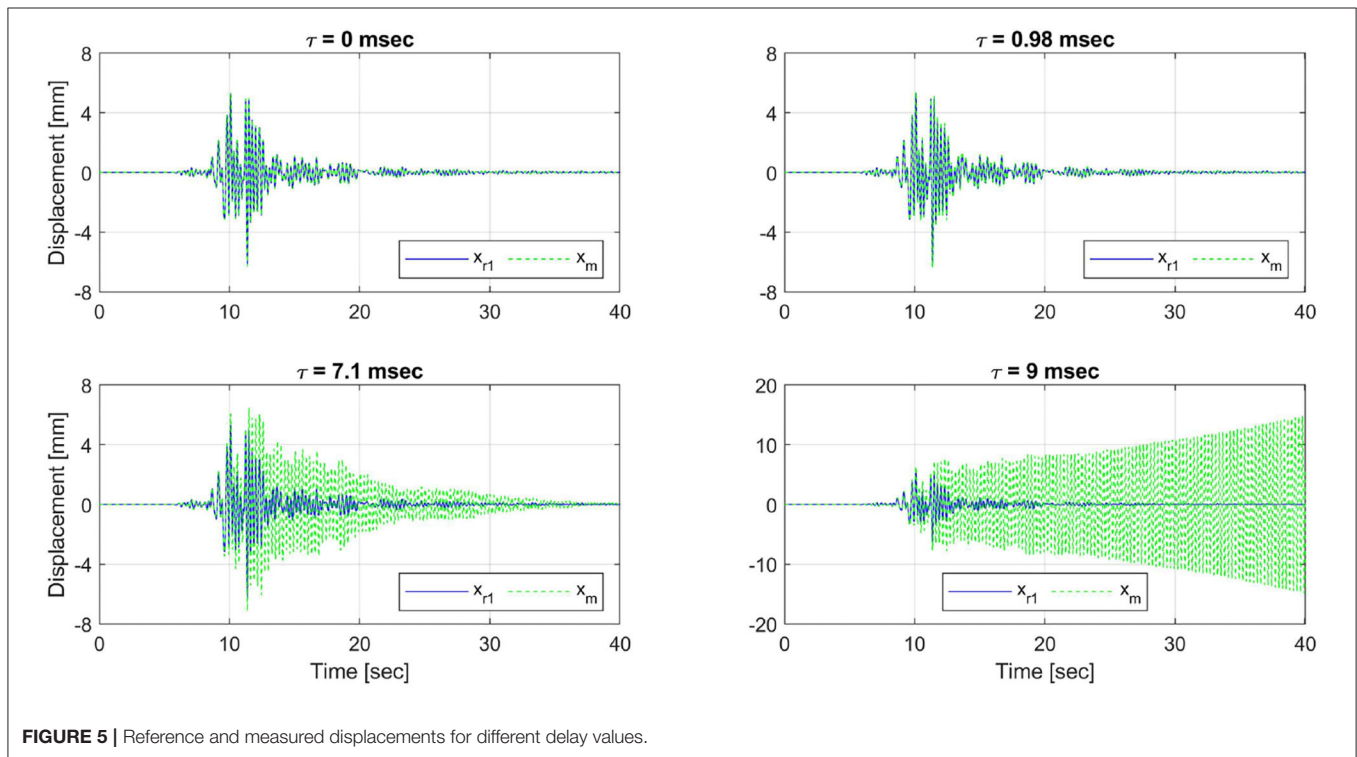 τ = 0 msec
8
4
0
-4
-8
Displacement [mm]
x_r1 x_m
0 10 20 30 40
τ = 0.98 msec
8
4
0
-4
-8
x_r1 x_m
0 10 20 30 40
τ = 7.1 msec
8
4
0
-4
-8
Displacement [mm]
x_r1 x_m
0 10 20 30 40
Time [sec]
τ = 9 msec
20
10
0
-10
-20
x_r1 x_m
0 10 20 30 40
Time [sec]
FIGURE 5 | Reference and measured displacements for different delay values.